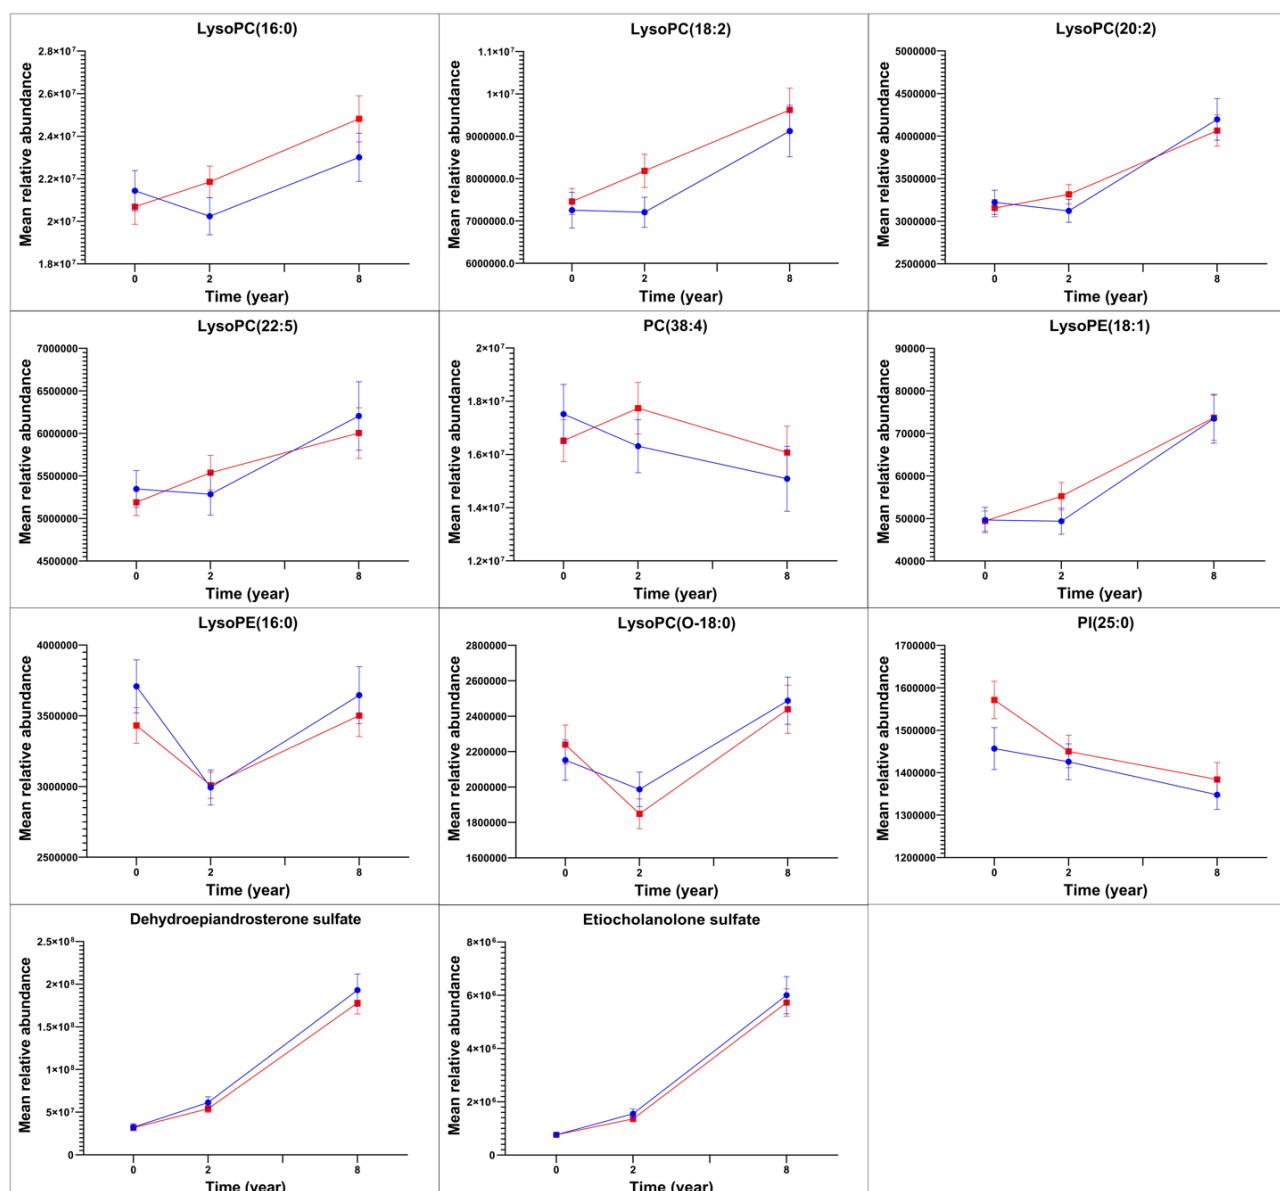 LysoPC(16:0)
Mean relative abundance
2.8×10⁷
2.6×10⁷
2.4×10⁷
2.2×10⁷
2×10⁷
1.8×10⁷
0 2 8
Time (year)
LysoPC(18:2)
Mean relative abundance
1.1×10⁷
1×10⁷
9000000.0
8000000.0
7000000.0
6000000.0
0 2 8
Time (year)
LysoPC(20:2)
Mean relative abundance
5000000
4500000
4000000
3500000
3000000
2500000
0 2 8
Time (year)
LysoPC(22:5)
Mean relative abundance
7000000
6500000
6000000
5500000
5000000
4500000
0 2 8
Time (year)
PC(38:4)
Mean relative abundance
2×10⁷
1.8×10⁷
1.6×10⁷
1.4×10⁷
1.2×10⁷
0 2 8
Time (year)
LysoPE(18:1)
Mean relative abundance
90000
80000
70000
60000
50000
40000
0 2 8
Time (year)
LysoPE(16:0)
Mean relative abundance
4000000
3500000
3000000
2500000
0 2 8
Time (year)
LysoPC(O-18:0)
Mean relative abundance
2800000
2600000
2400000
2200000
2000000
1800000
1600000
0 2 8
Time (year)
PI(25:0)
Mean relative abundance
1700000
1600000
1500000
1400000
1300000
1200000
0 2 8
Time (year)
Dehydroepiandrosterone sulfate
Mean relative abundance
2.5×10⁸
2×10⁸
1.5×10⁸
1×10⁸
5×10⁷
0
0 2 8
Time (year)
Etiocholanolone sulfate
Mean relative abundance
8×10⁶
6×10⁶
4×10⁶
2×10⁶
0
0 2 8
Time (year)